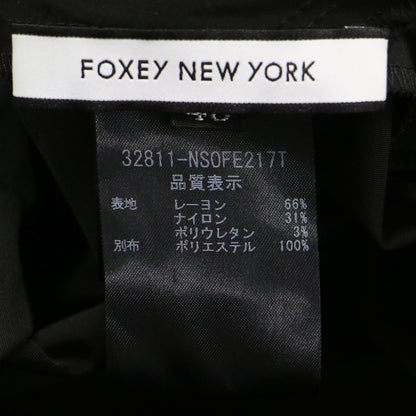 FOXEY NEW YORK
40
32811-NSOFE217T
品質表示
表地 レーヨン 66%
ナイロン 31%
ポリウレタン 3%
別布 ポリエステル 100%